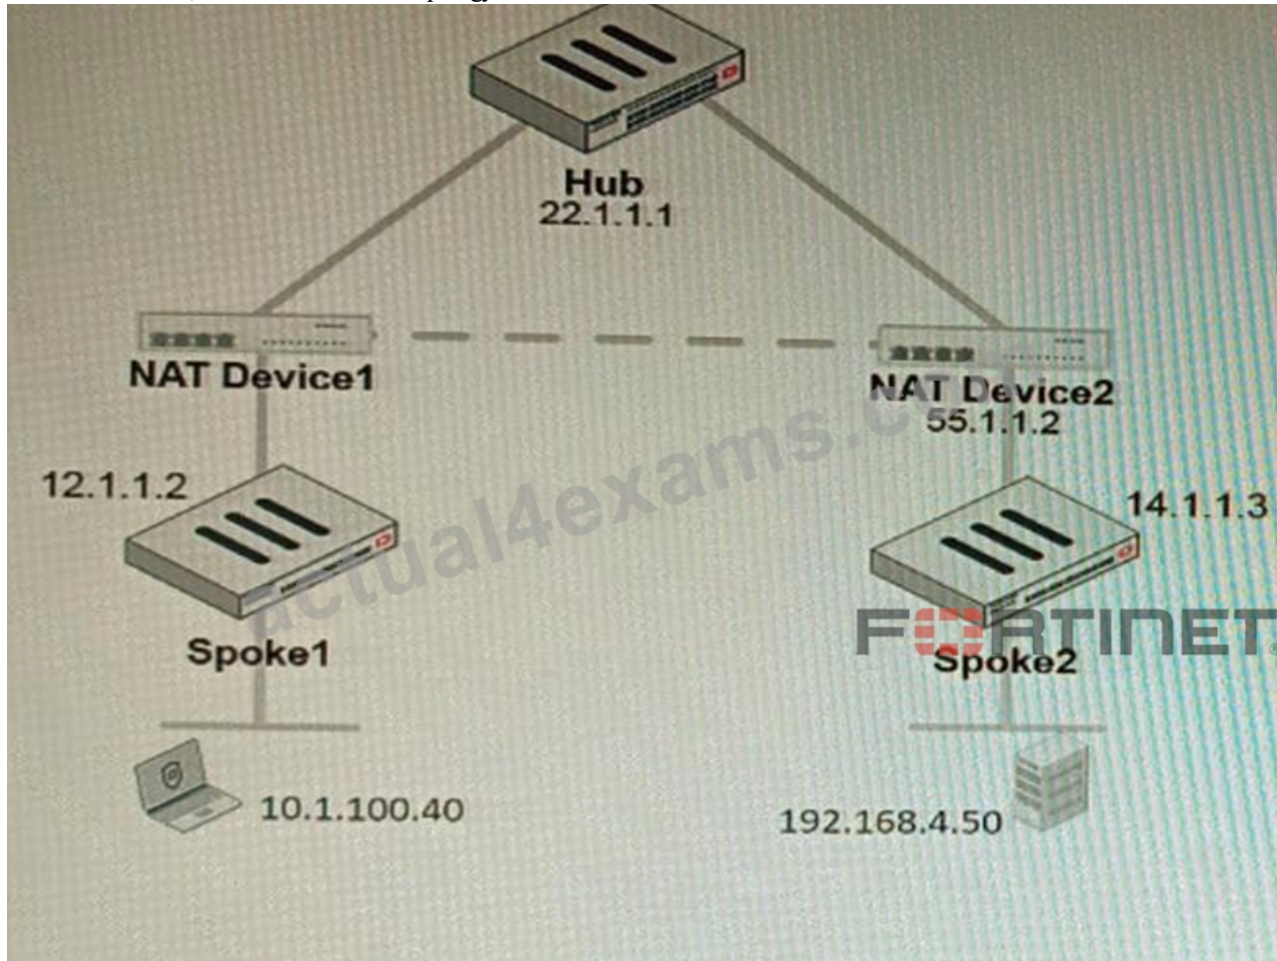 Hub
22.1.1.1
NAT Device1
NAT Device2
55.1.1.2
12.1.1.2
14.1.1.3
actual4exams.com
FORTINET
Spoke1
Spoke2
10.1.100.40
192.168.4.50